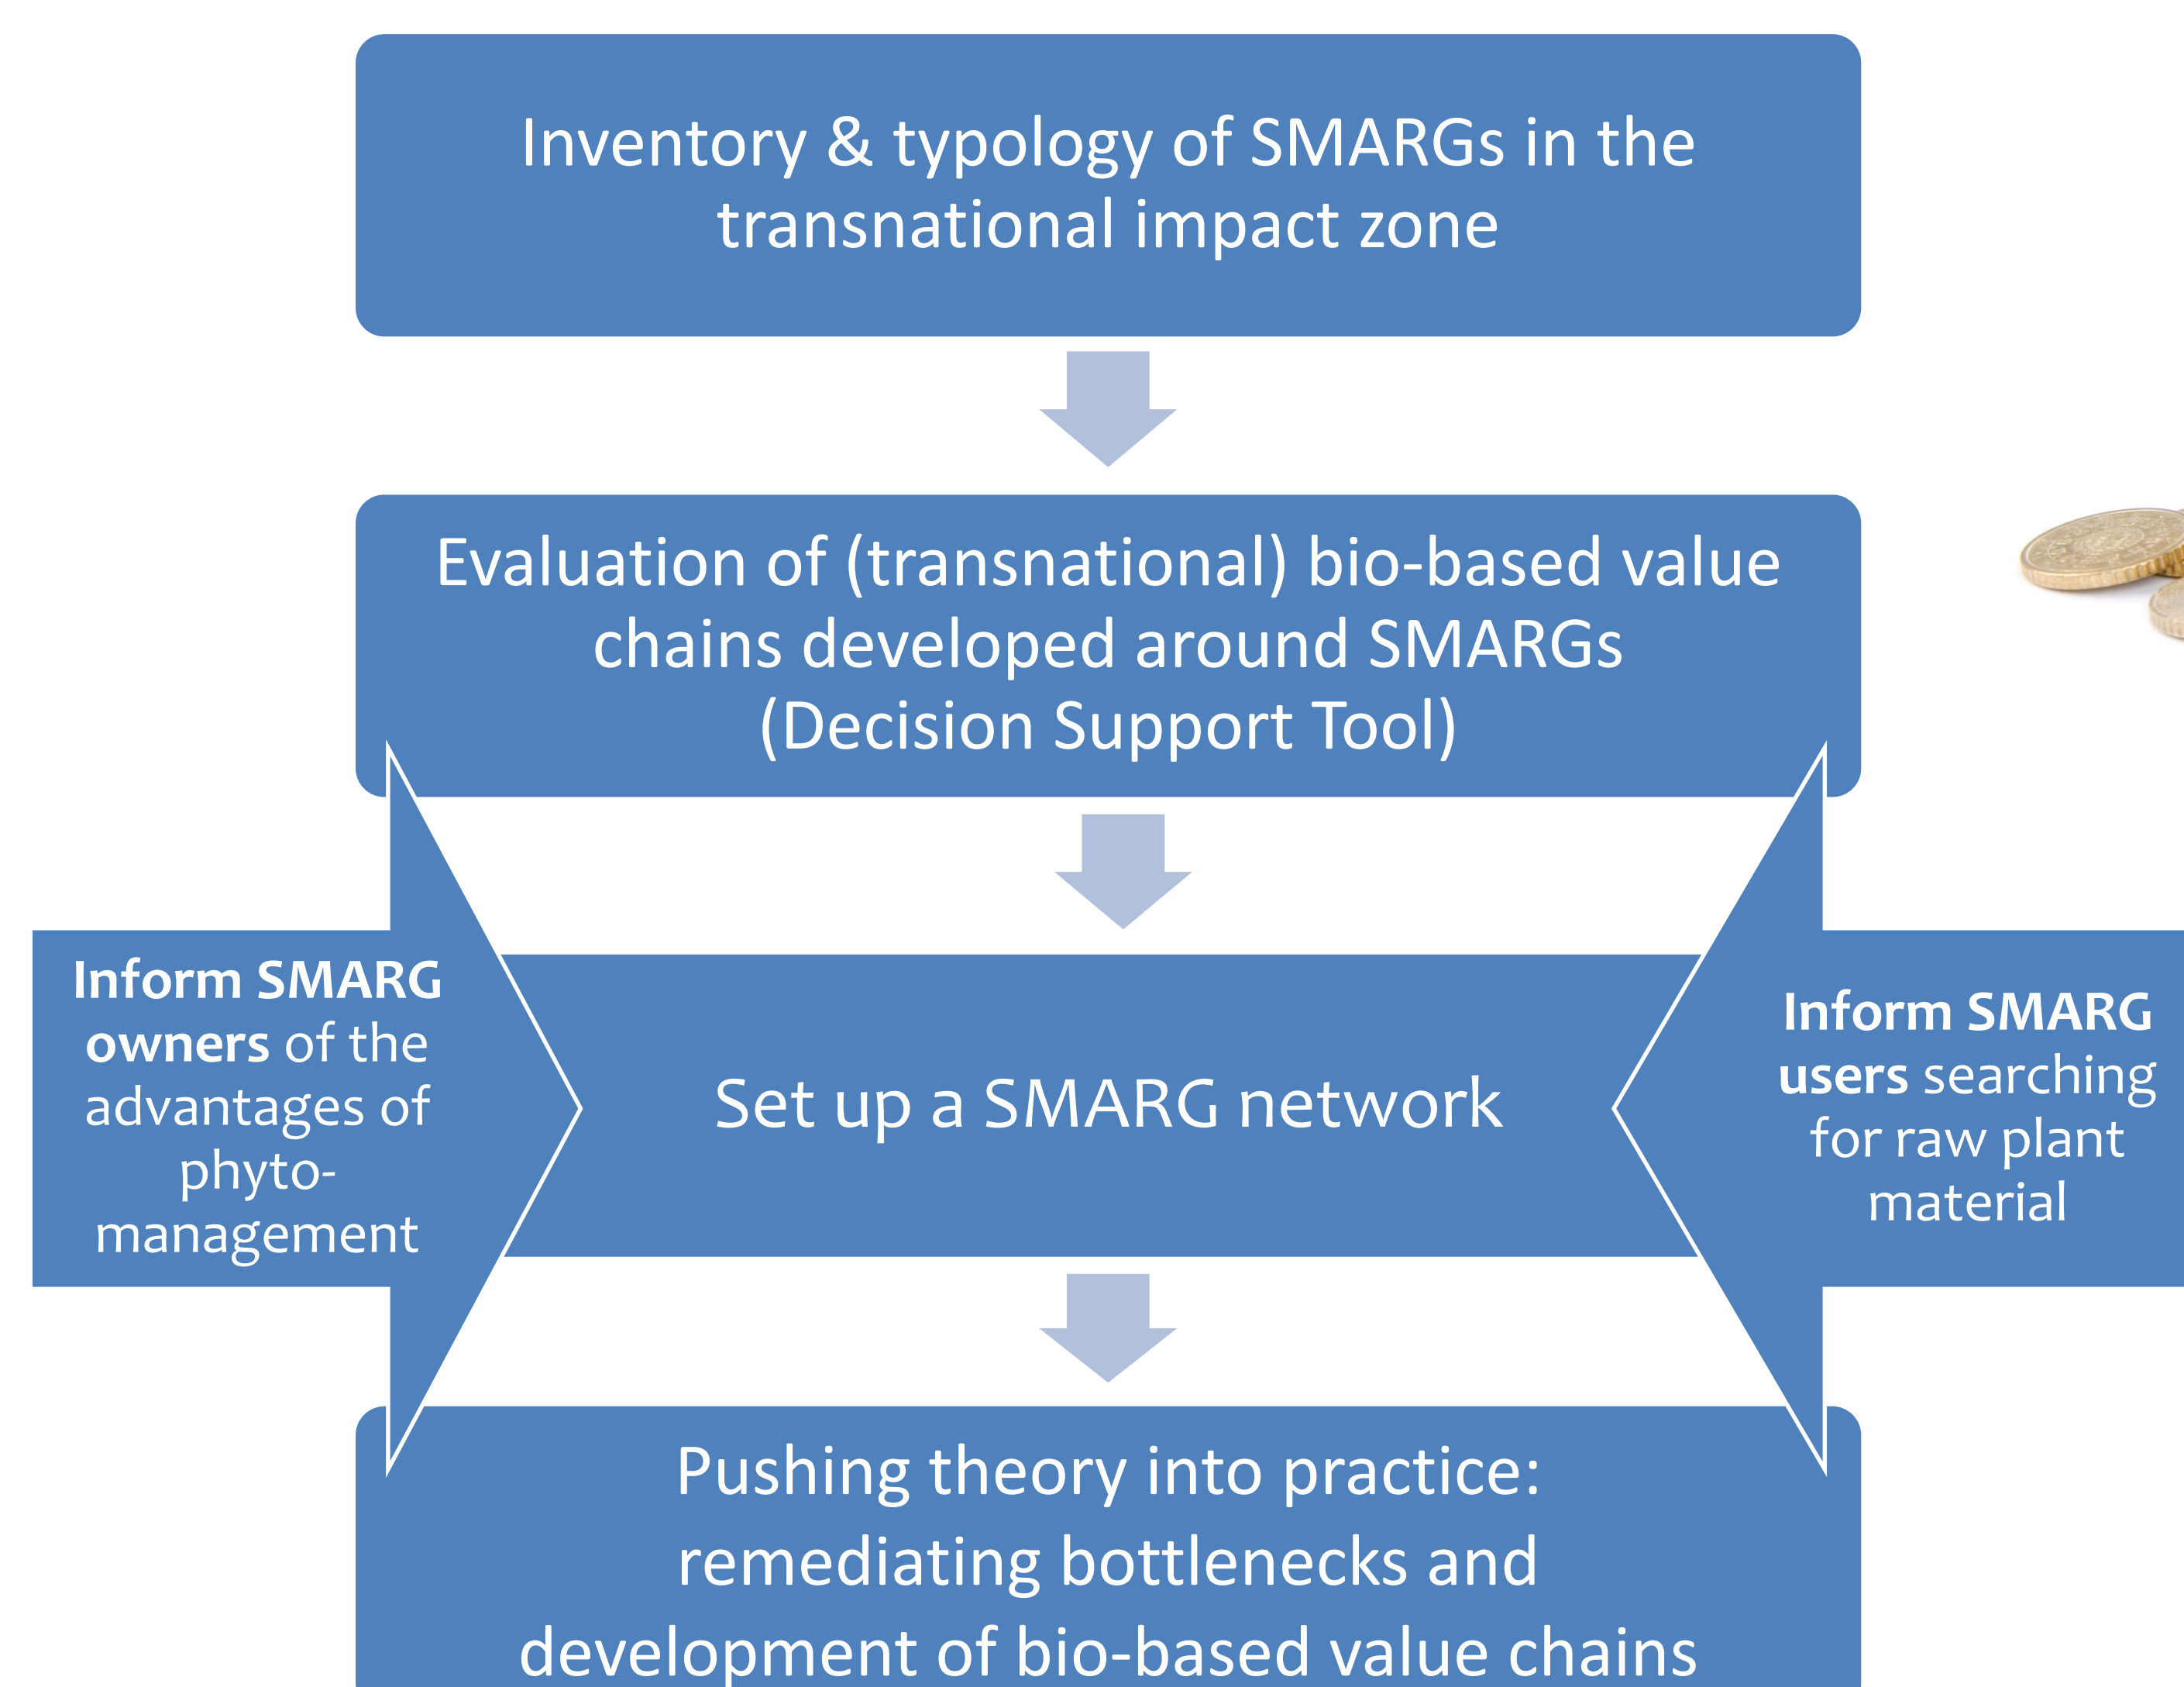 Inventory & typology of SMARGs in the
transnational impact zone
Evaluation of (transnational) bio-based value
chains developed around SMARGs
(Decision Support Tool)
Inform SMARG
owners of the
advantages of
phyto-
management
Set up a SMARG network
Inform SMARG
users searching
for raw plant
material
Pushing theory into practice:
remediating bottlenecks and
development of bio-based value chains